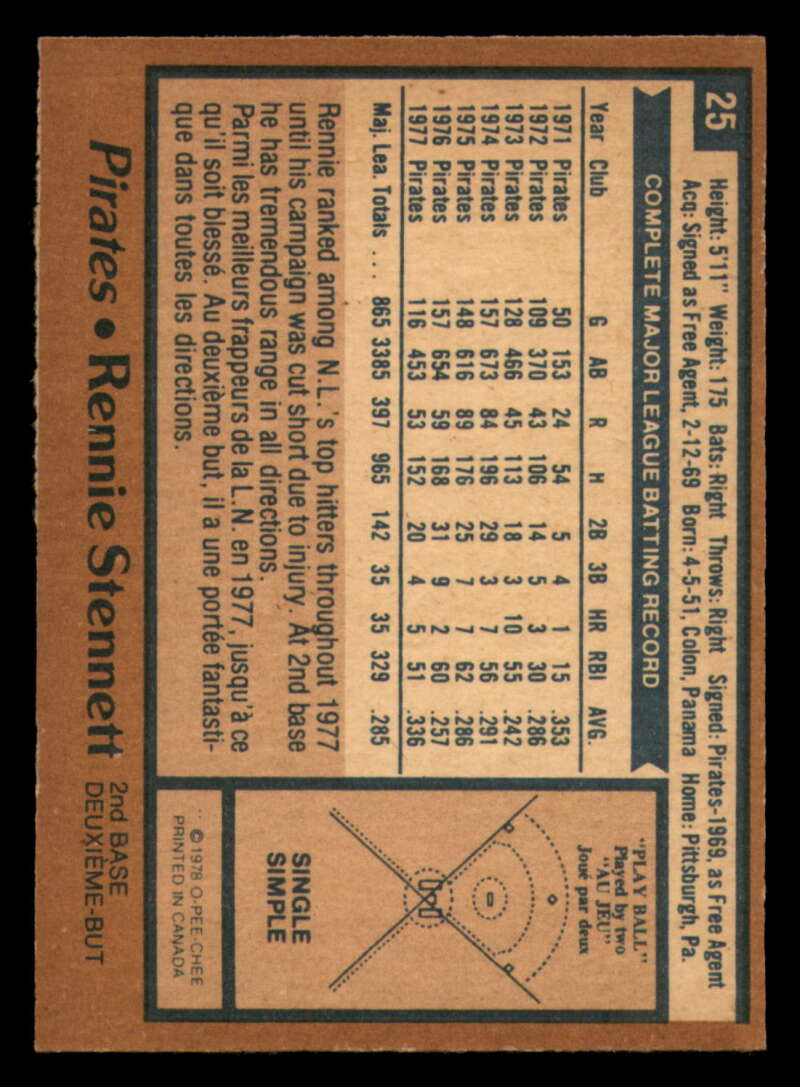 25
Height: 5'11" Weight: 175 Bats: Right Throws: Right Signed: Pirates-1969, as Free Agent
Acq: Signed as Free Agent, 2-12-69 Born: 4-5-51, Colon, Panama Home: Pittsburgh, Pa.
COMPLETE MAJOR LEAGUE BATTING RECORD
Year Club G AB R H 2B 3B HR RBI AVG.
1971 Pirates 50 153 24 54 5 4 1 15 .353
1972 Pirates 109 370 43 106 14 5 3 30 .286
1973 Pirates 128 466 45 113 18 3 10 55 .242
1974 Pirates 157 673 84 196 29 3 7 56 .291
1975 Pirates 148 616 89 176 25 7 7 62 .286
1976 Pirates 157 654 59 168 31 9 2 60 .257
1977 Pirates 116 453 53 152 20 4 5 51 .336
Maj. Lea. Totals ... 865 3385 397 965 142 35 35 329 .285
Rennie ranked among N.L.'s top hitters throughout 1977
until his campaign was cut short due to injury. At 2nd base
he has tremendous range in all directions.
Parmi les meilleurs frappeurs de la L.N. en 1977, jusqu'à ce
qu'il soit blessé. Au deuxième but, il a une portée fantasti-
que dans toutes les directions.
"PLAY BALL"
Played by two
"AU JEU"
Joué par deux
SINGLE
SIMPLE
©1978 O-PEE-CHEE
PRINTED IN CANADA
Pirates • Rennie Stennett
2nd BASE
DEUXIÈME-BUT